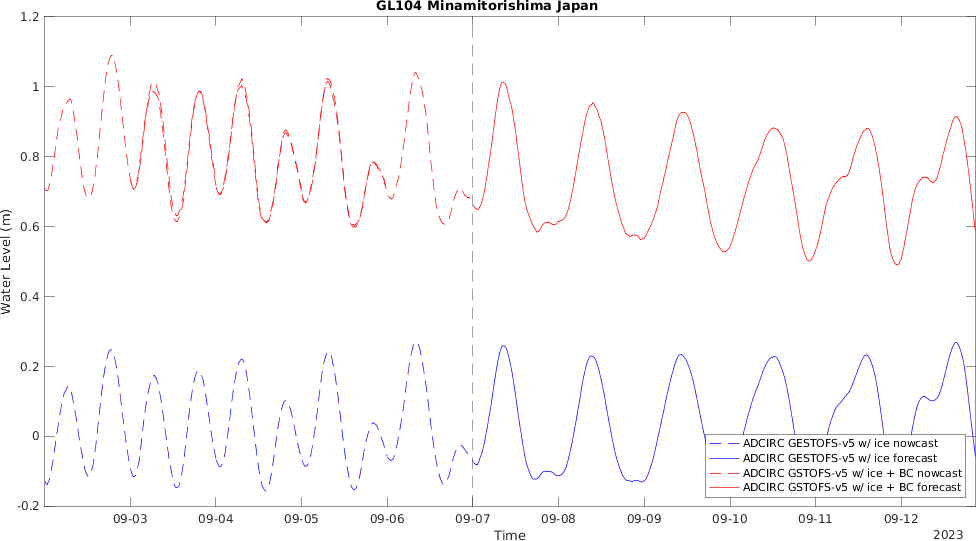 GL104 Minamitorishima Japan
1.2
1
0.8
0.6
0.4
0.2
0
-0.2
Water Level (m)
ADCIRC GESTOFS-v5 w/ ice nowcast
ADCIRC GESTOFS-v5 w/ ice forecast
ADCIRC GSTOFS-v5 w/ ice + BC nowcast
ADCIRC GSTOFS-v5 w/ ice + BC forecast
09-03 09-04 09-05 09-06 09-07 09-08 09-09 09-10 09-11 09-12
Time
2023